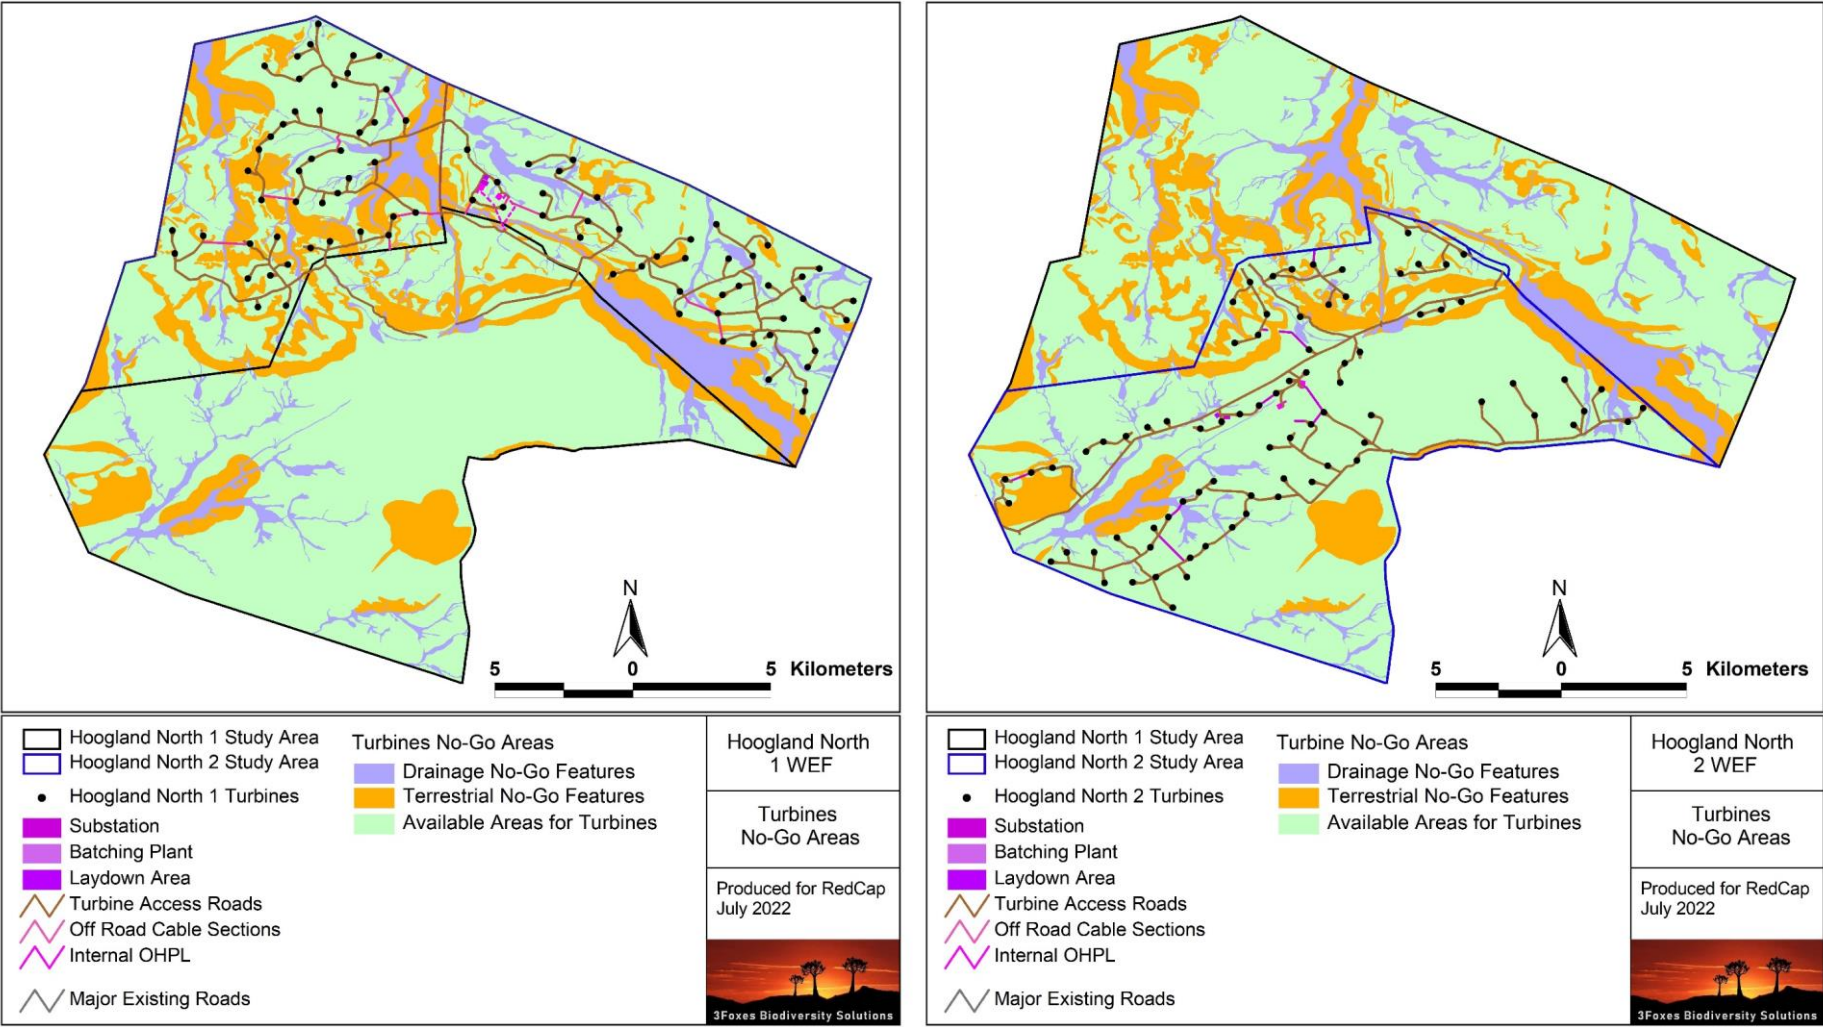 N
5 0 5 Kilometers
Hoogland North 1 Study Area
Hoogland North 2 Study Area
Hoogland North 1 Turbines
Substation
Batching Plant
Laydown Area
Turbine Access Roads
Off Road Cable Sections
Internal OHPL
Major Existing Roads
Turbines No-Go Areas
Drainage No-Go Features
Terrestrial No-Go Features
Available Areas for Turbines
Hoogland North
1 WEF
Turbines
No-Go Areas
Produced for RedCap
July 2022
3Foxes Biodiversity Solutions
N
5 0 5 Kilometers
Hoogland North 1 Study Area
Hoogland North 2 Study Area
Hoogland North 2 Turbines
Substation
Batching Plant
Laydown Area
Turbine Access Roads
Off Road Cable Sections
Internal OHPL
Major Existing Roads
Turbine No-Go Areas
Drainage No-Go Features
Terrestrial No-Go Features
Available Areas for Turbines
Hoogland North
2 WEF
Turbines
No-Go Areas
Produced for RedCap
July 2022
3Foxes Biodiversity Solutions